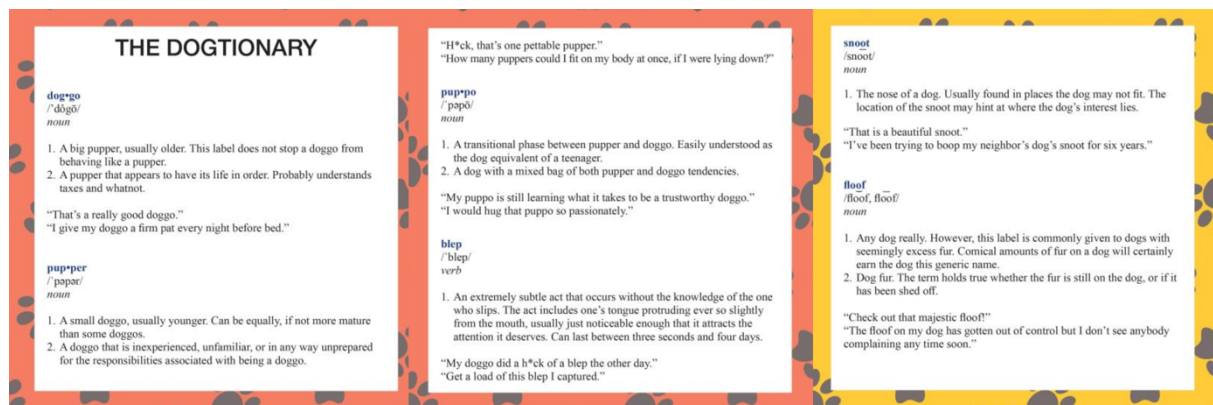 THE DOGTIONARY
dog•go
/ˈdôgō/
noun
1. A big pupper, usually older. This label does not stop a doggo from
behaving like a pupper.
2. A pupper that appears to have its life in order. Probably understands
taxes and whatnot.
“That’s a really good doggo.”
“I give my doggo a firm pat every night before bed.”
pup•per
/ˈpəpər/
noun
1. A small doggo, usually younger. Can be equally, if not more mature
than some doggos.
2. A doggo that is inexperienced, unfamiliar, or in any way unprepared
for the responsibilities associated with being a doggo.
“H*ck, that’s one pettable pupper.”
“How many puppers could I fit on my body at once, if I were lying down?”
pup•po
/ˈpəpō/
noun
1. A transitional phase between pupper and doggo. Easily understood as
the dog equivalent of a teenager.
2. A dog with a mixed bag of both pupper and doggo tendencies.
“My puppo is still learning what it takes to be a trustworthy doggo.”
“I would hug that puppo so passionately.”
blep
/ˈblep/
verb
1. An extremely subtle act that occurs without the knowledge of the one
who slips. The act includes one’s tongue protruding ever so slightly
from the mouth, usually just noticeable enough that it attracts the
attention it deserves. Can last between three seconds and four days.
“My doggo did a h*ck of a blep the other day.”
“Get a load of this blep I captured.”
snoot
/sno͞ot/
noun
1. The nose of a dog. Usually found in places the dog may not fit. The
location of the snoot may hint at where the dog’s interest lies.
“That is a beautiful snoot.”
“I’ve been trying to boop my neighbor’s dog’s snoot for six years.”
floof
/flo͝of, flo͞of/
noun
1. Any dog really. However, this label is commonly given to dogs with
seemingly excess fur. Comical amounts of fur on a dog will certainly
earn the dog this generic name.
2. Dog fur. The term holds true whether the fur is still on the dog, or if it
has been shed off.
“Check out that majestic floof!”
“The floof on my dog has gotten out of control but I don’t see anybody
complaining any time soon.”